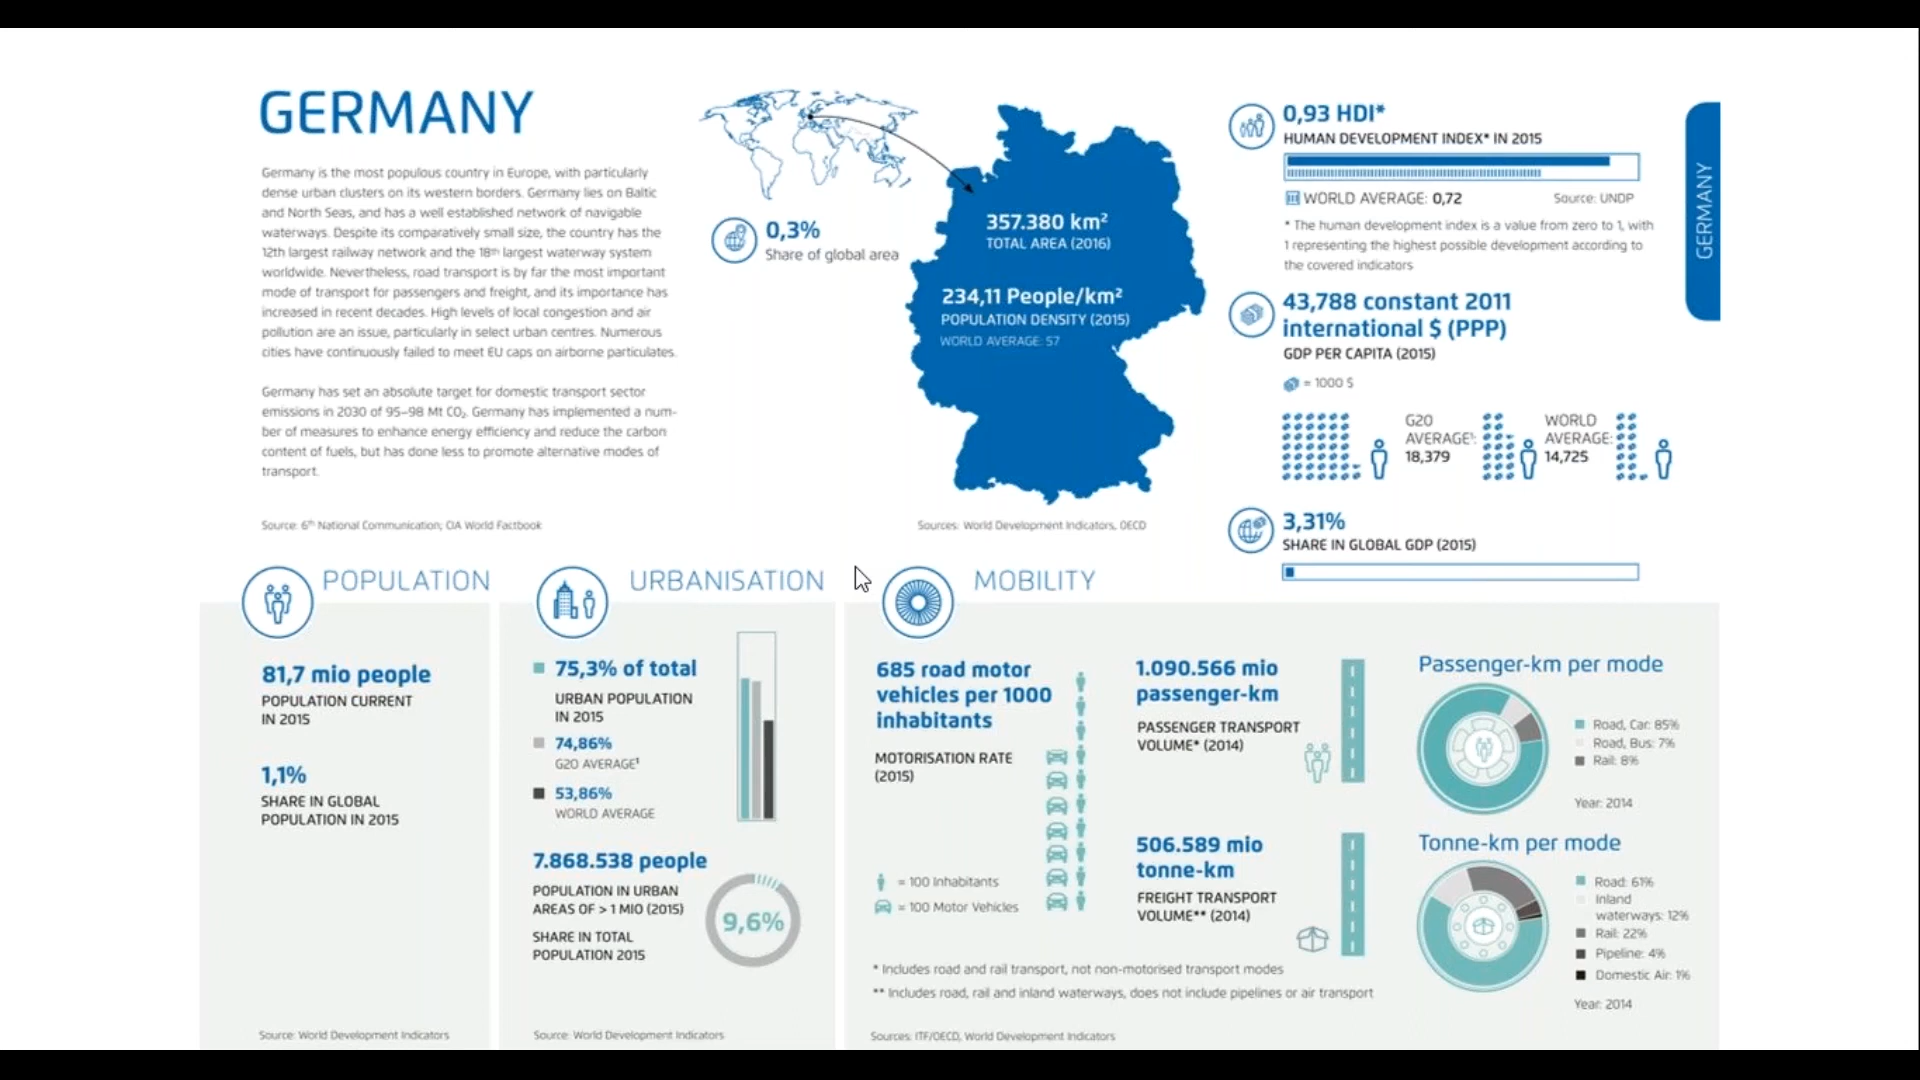 GERMANY
Germany is the most populous country in Europe, with particularly
dense urban clusters on its western borders. Germany lies on Baltic
and North Seas, and has a well established network of navigable
waterways. Despite its comparatively small size, the country has the
12th largest railway network and the 18th largest waterway system
worldwide. Nevertheless, road transport is by far the most important
mode of transport for passengers and freight, and its importance has
increased in recent decades. High levels of local congestion and air
pollution are an issue, particularly in select urban centres. Numerous
cities have continuously failed to meet EU caps on airborne particulates.
Germany has set an absolute target for domestic transport sector
emissions in 2030 of 95–98 Mt CO₂. Germany has implemented a num-
ber of measures to enhance energy efficiency and reduce the carbon
content of fuels, but has done less to promote alternative modes of
transport.
Source: 6th National Communication; CIA World Factbook
0,3%
Share of global area
357.380 km²
TOTAL AREA (2016)
234,11 People/km²
POPULATION DENSITY (2015)
WORLD AVERAGE: 57
Sources: World Development Indicators, OECD
0,93 HDI*
HUMAN DEVELOPMENT INDEX* IN 2015
WORLD AVERAGE: 0,72
Source: UNDP
* The human development index is a value from zero to 1, with
1 representing the highest possible development according to
the covered indicators
43,788 constant 2011
international $ (PPP)
GDP PER CAPITA (2015)
= 1000 $
G20
AVERAGE¹:
18,379
WORLD
AVERAGE:
14,725
3,31%
SHARE IN GLOBAL GDP (2015)
GERMANY
POPULATION
81,7 mio people
POPULATION CURRENT
IN 2015
1,1%
SHARE IN GLOBAL
POPULATION IN 2015
Source: World Development Indicators
URBANISATION
75,3% of total
URBAN POPULATION
IN 2015
74,86%
G20 AVERAGE¹
53,86%
WORLD AVERAGE
7.868.538 people
POPULATION IN URBAN
AREAS OF > 1 MIO (2015)
SHARE IN TOTAL
POPULATION 2015
9,6%
Source: World Development Indicators
MOBILITY
685 road motor
vehicles per 1000
inhabitants
MOTORISATION RATE
(2015)
= 100 Inhabitants
= 100 Motor Vehicles
1.090.566 mio
passenger-km
PASSENGER TRANSPORT
VOLUME* (2014)
506.589 mio
tonne-km
FREIGHT TRANSPORT
VOLUME** (2014)
* Includes road and rail transport, not non-motorised transport modes
** Includes road, rail and inland waterways, does not include pipelines or air transport
Sources: ITF/OECD, World Development Indicators
Passenger-km per mode
Road, Car: 85%
Road, Bus: 7%
Rail: 8%
Year: 2014
Tonne-km per mode
Road: 61%
Inland
waterways: 12%
Rail: 22%
Pipeline: 4%
Domestic Air: 1%
Year: 2014